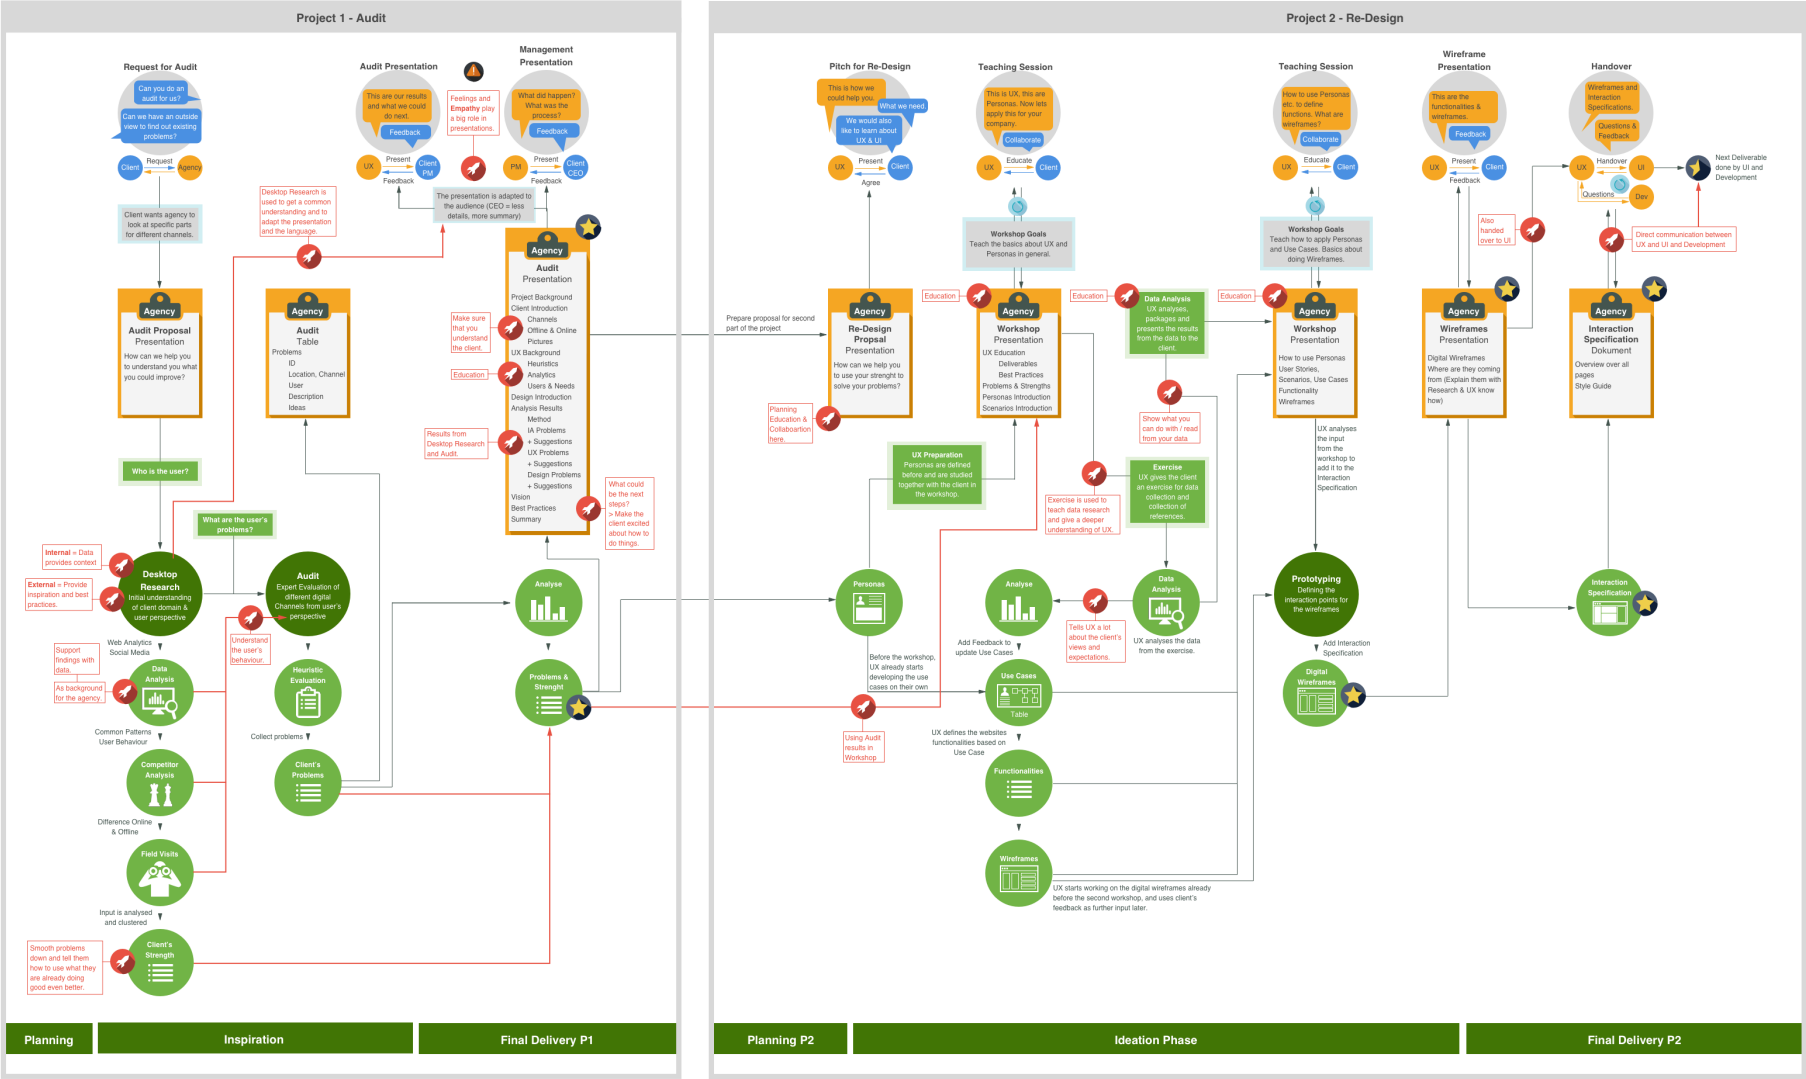 Project 1 - Audit
Request for Audit
Can you do an
audit for us?
Can we have an outside
view to find out existing
problems?
Client
Request
Agency
Client wants agency to
look at specific parts
for different channels.
Agency
Audit Proposal
Presentation
How can we help you
to understand you what
you could improve?
Who is the user?
What are the user's
problems?
Internal = Data
provides context
External = Provide
inspiration and best
practices.
Desktop
Research
Initial understanding
of client domain &
user perspective
Web Analytics
Social Media
Support
findings with
data.
As background
for the agency.
Data
Analysis
Common Patterns
User Behaviour
Competitor
Analysis
Difference Online
& Offline
Field Visits
Input is analysed
and clustered
Smooth problems
down and tell them
how to use what they
are already doing
good even better.
Client's
Strength
Desktop Research is
used to get a common
understanding and to
adapt the presentation
and the language.
Agency
Audit
Table
Problems
ID
Location, Channel
User
Description
Ideas
Audit
Expert Evaluation of
different digital
Channels from user's
perspective
Understand
the user's
behaviour.
Heuristic
Evaluation
Collect problems
Client's
Problems
Audit Presentation
This are our results
and what we could
do next.
Feedback
UX
Present
Client
PM
Feedback
Feelings and
Empathy play
a big role in
presentations.
Management
Presentation
What did happen?
What was the
process?
Feedback
PM
Present
Client
CEO
Feedback
The presentation is adapted to
the audience (CEO = less
details, more summary)
Agency
Audit
Presentation
Project Background
Client Introduction
Channels
Offline & Online
Pictures
UX Background
Heuristics
Analytics
Users & Needs
Design Introduction
Analysis Results
Method
IA Problems
+ Suggestions
UX Problems
+ Suggestions
Design Problems
+ Suggestions
Vision
Best Practices
Summary
Make sure
that you
understand
the client.
Education
Results from
Desktop Research
and Audit.
What could
be the next
steps?
> Make the
client excited
about how to
do things.
Analyse
Problems &
Strenght
Planning
Inspiration
Final Delivery P1
Project 2 - Re-Design
Pitch for Re-Design
This is how we
could help you.
What we need.
We would also
like to learn about
UX & UI
UX
Present
Client
Agree
Prepare proposal for second
part of the project
Agency
Re-Design
Propsal
Presentation
How can we help you
to use your strenght to
solve your problems?
Planning
Education &
Collaboartion
here.
UX Preparation
Personas are defined
before and are studied
together with the client in
the workshop.
Personas
Before the workshop,
UX already starts
developing the use
cases on their own
Using Audit
results in
Workshop
Teaching Session
This is UX, this are
Personas. Now lets
apply this for your
company.
Collaborate
UX
Educate
Client
Workshop Goals
Teach the basics about UX and
Personas in general.
Education
Agency
Workshop
Presentation
UX Education
Deliverables
Best Practices
Problems & Strengths
Personas Introduction
Scenarios Introduction
Exercise is used to
teach data research
and give a deeper
understanding of UX.
Analyse
Add Feedback to
update Use Cases
Use Cases
Table
UX defines the websites
functionalities based on
Use Case
Functionalities
Wireframes
UX starts working on the digital wireframes already
before the second workshop, and uses client's
feedback as further input later.
Education
Data Analysis
UX analyses,
packages and
presents the results
from the data to the
client.
Show what you
can do with / read
from your data
Exercise
UX gives the client
an exercise for data
collection and
collection of
references.
Data
Analysis
Tells UX a lot
about the client's
views and
expectations.
UX analyses the data
from the exercise.
Teaching Session
How to use Personas
etc. to define
functions. What are
wireframes?
Collaborate
UX
Educate
Client
Workshop Goals
Teach how to apply Personas
and Use Cases. Basics about
doing Wireframes.
Education
Agency
Workshop
Presentation
How to use Personas
User Stories,
Scenarios, Use Cases
Functionality
Wireframes
UX analyses
the input
from the
workshop to
add it to the
Interaction
Specification
Prototyping
Defining the
interaction points for
the wireframes
Add Interaction
Specification
Digital
Wireframes
Wireframe
Presentation
This are the
functionalities &
wireframes.
Feedback
UX
Present
Client
Feedback
Also
handed
over to UI
Agency
Wireframes
Presentation
Digital Wireframes
Where are they coming
from (Explain them with
Research & UX know
how)
Handover
Wireframes and
Interaction
Specifications.
Questions &
Feedback
UX
Handover
UI
Questions
Dev
Next Deliverable
done by UI and
Development
Direct communication between
UX and UI and Development
Agency
Interaction
Specification
Dokument
Overview over all
pages
Style Guide
Interaction
Specification
Planning P2
Ideation Phase
Final Delivery P2